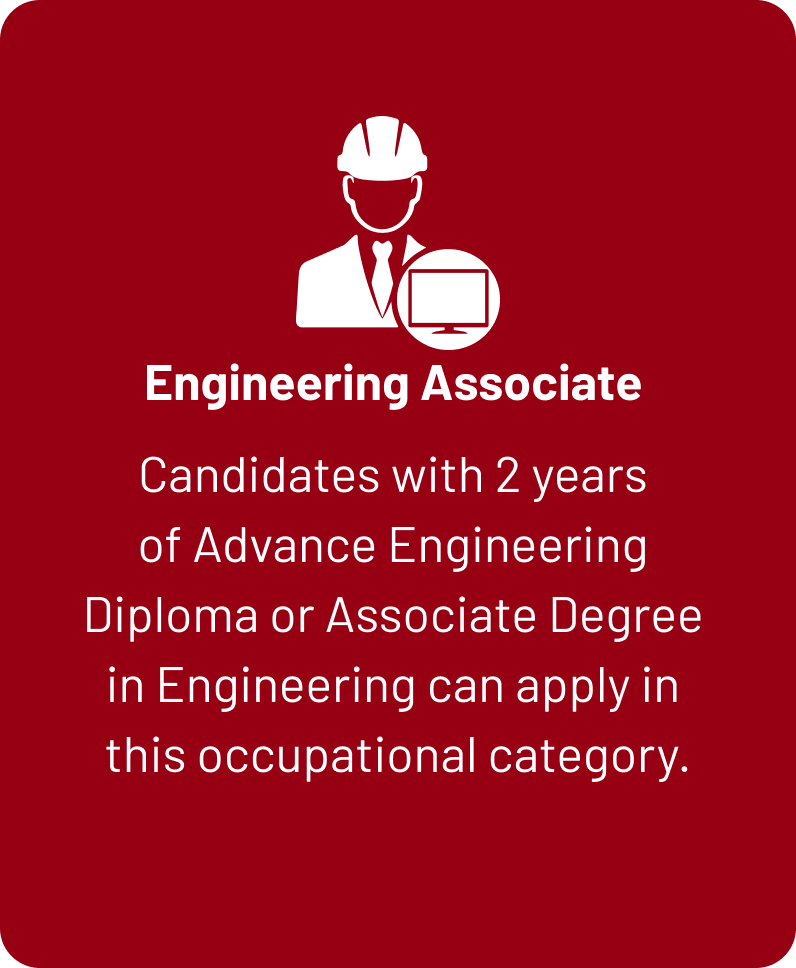 Engineering Associate
Candidates with 2 years
of Advance Engineering
Diploma or Associate Degree
in Engineering can apply in
this occupational category.